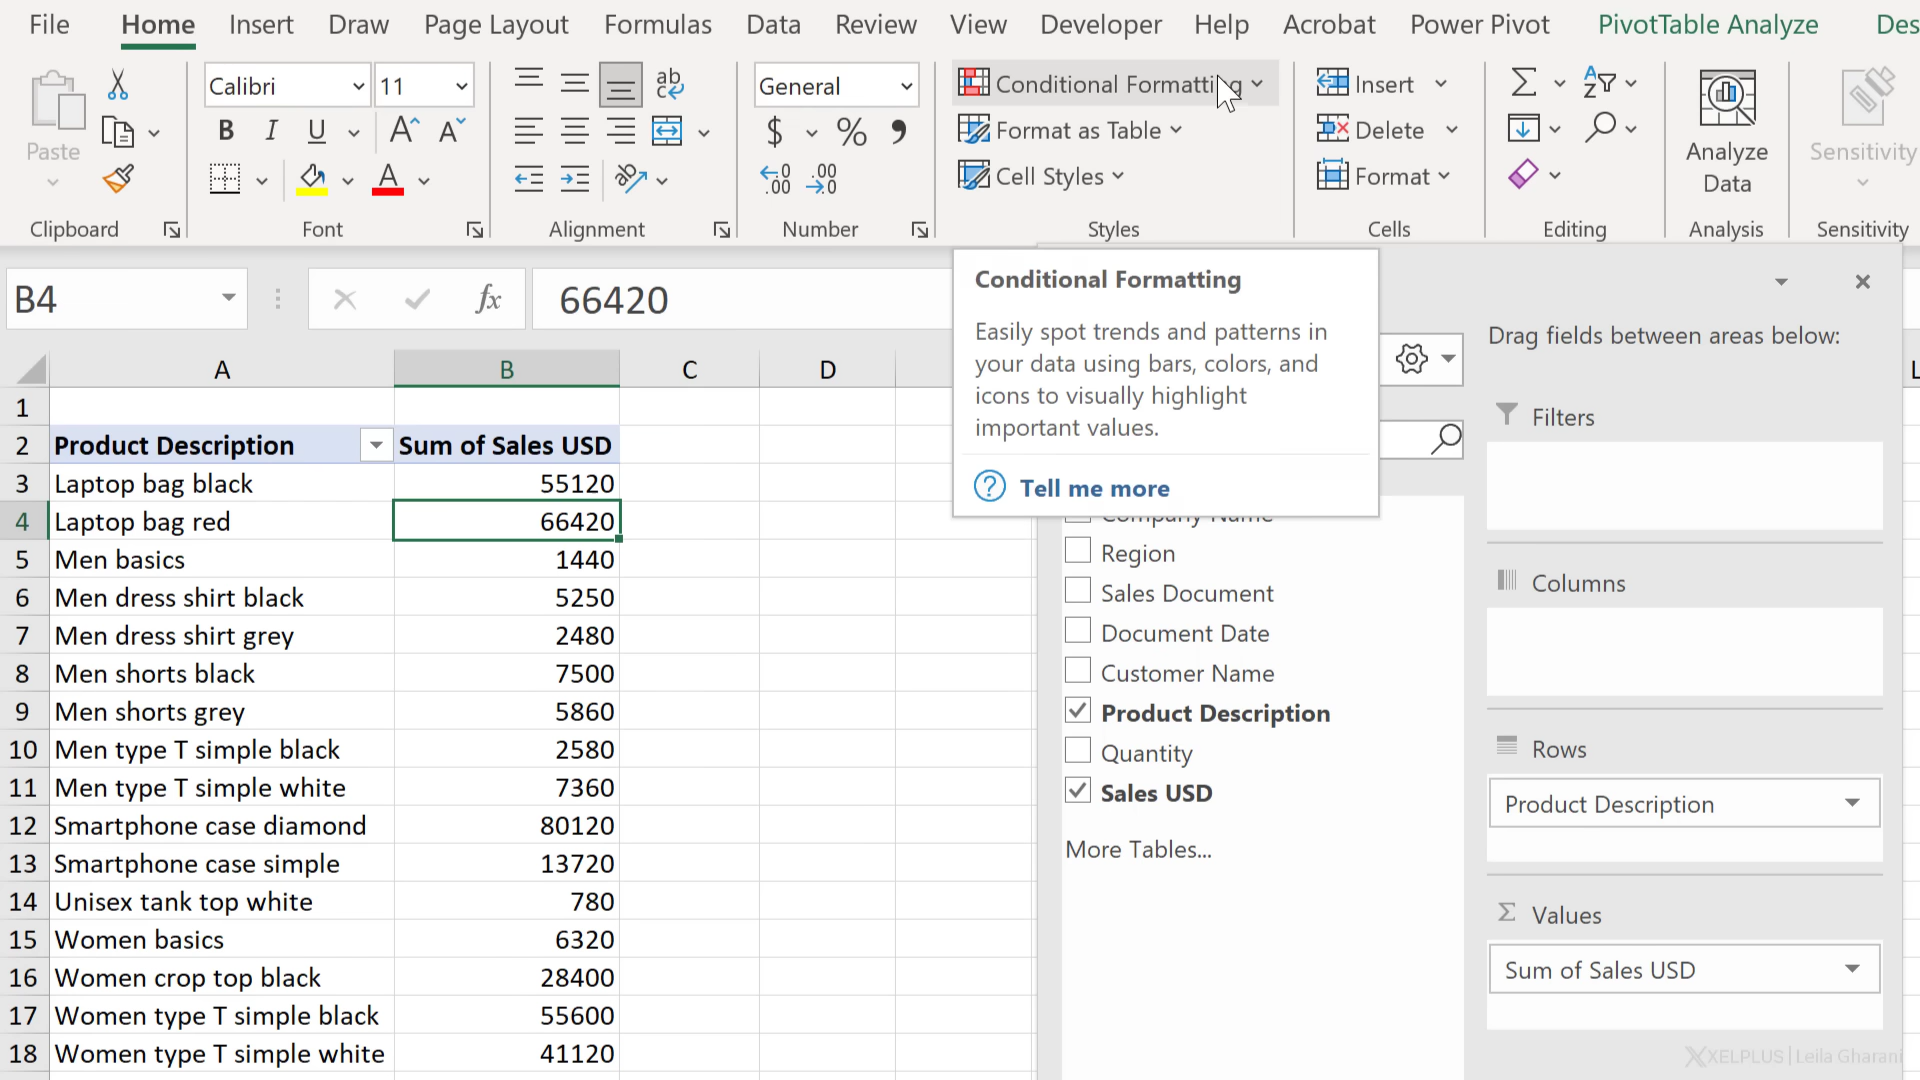 File Home Insert Draw Page Layout Formulas Data Review View Developer Help Acrobat Power Pivot PivotTable Analyze Des
Paste
Clipboard
Calibri 11
B I U A A
A
Font
ab
c
Alignment
General
$ % 9
.00 .00
Number
Conditional Formatting
Format as Table
Cell Styles
Styles
Insert
Delete
Format
Cells
Σ
Editing
Analyze
Data
Analysis
Sensitivity
Sensitivity
B4 fx 66420
Conditional Formatting
Easily spot trends and patterns in
your data using bars, colors, and
icons to visually highlight
important values.
? Tell me more
A B C D L
1
2 Product Description Sum of Sales USD
3 Laptop bag black 55120
4 Laptop bag red 66420
5 Men basics 1440
6 Men dress shirt black 5250
7 Men dress shirt grey 2480
8 Men shorts black 7500
9 Men shorts grey 5860
10 Men type T simple black 2580
11 Men type T simple white 7360
12 Smartphone case diamond 80120
13 Smartphone case simple 13720
14 Unisex tank top white 780
15 Women basics 6320
16 Women crop top black 28400
17 Women type T simple black 55600
18 Women type T simple white 41120
Company Name
Region
Sales Document
Document Date
Customer Name
Product Description
Quantity
Sales USD
More Tables...
Drag fields between areas below:
Filters
Columns
Rows
Product Description
Σ Values
Sum of Sales USD
XELPLUS | Leila Gharani